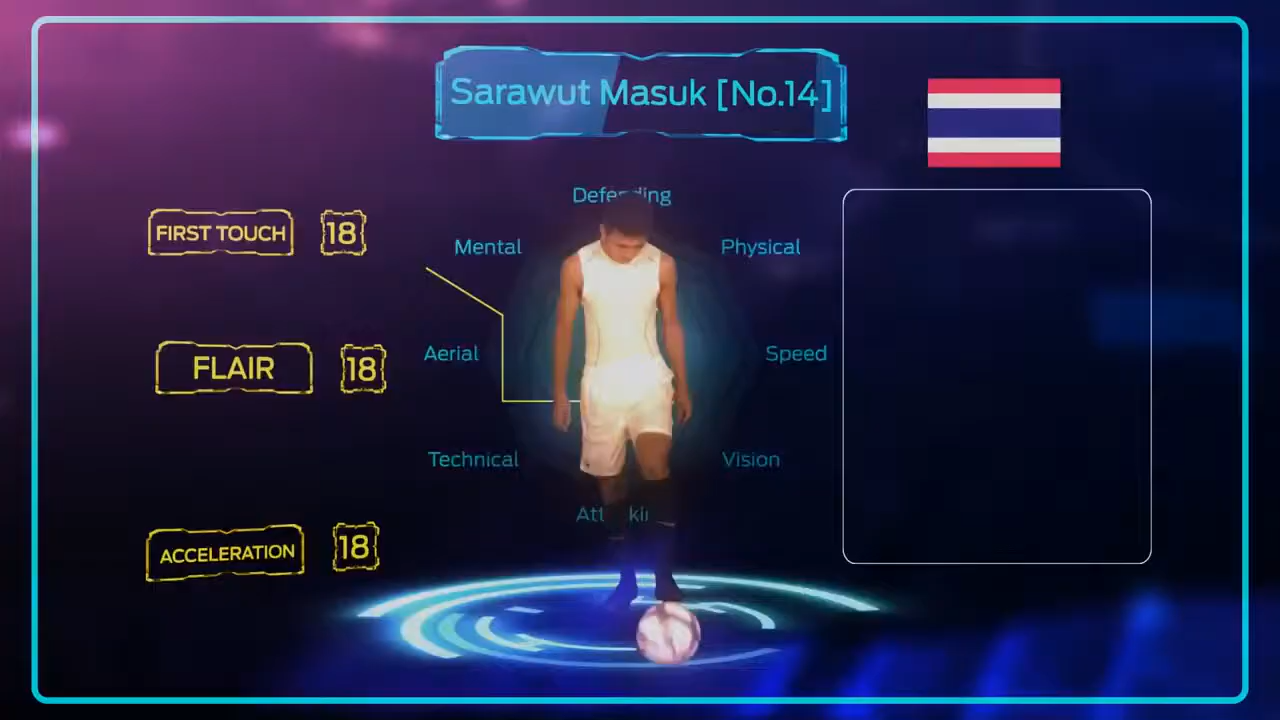 Sarawut Masuk [No.14]
Defending
Mental
Physical
FIRST TOUCH 18
Aerial
Speed
FLAIR 18
Technical
Vision
ACCELERATION 18